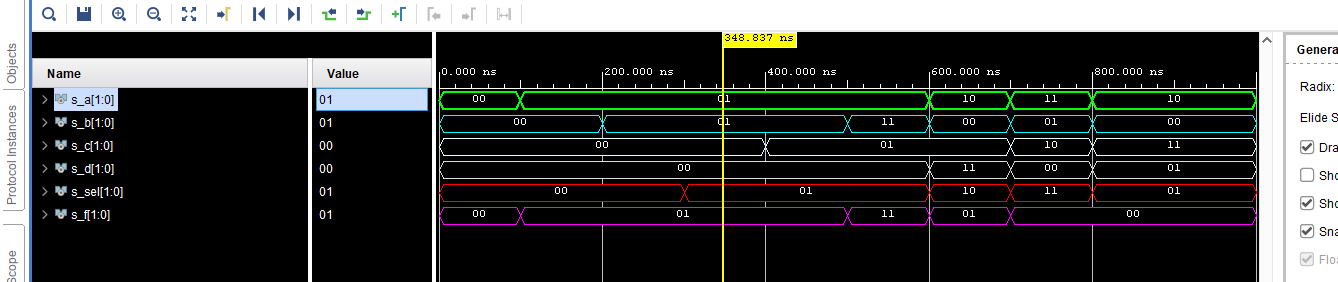 348.837 ns
Name Value
0.000 ns 200.000 ns 400.000 ns 600.000 ns 800.000 ns
s_a[1:0] 01 00 01 10 11 10
s_b[1:0] 01 00 01 11 00 01 00
s_c[1:0] 00 00 01 10 11
s_d[1:0] 00 00 11 00 01
s_sel[1:0] 01 00 01 10 11 01
s_f[1:0] 01 00 01 11 01 00
Objects
Protocol Instances
Scope
Genera
Radix:
Elide S
Dra
Sho
Sho
Sna
Floa